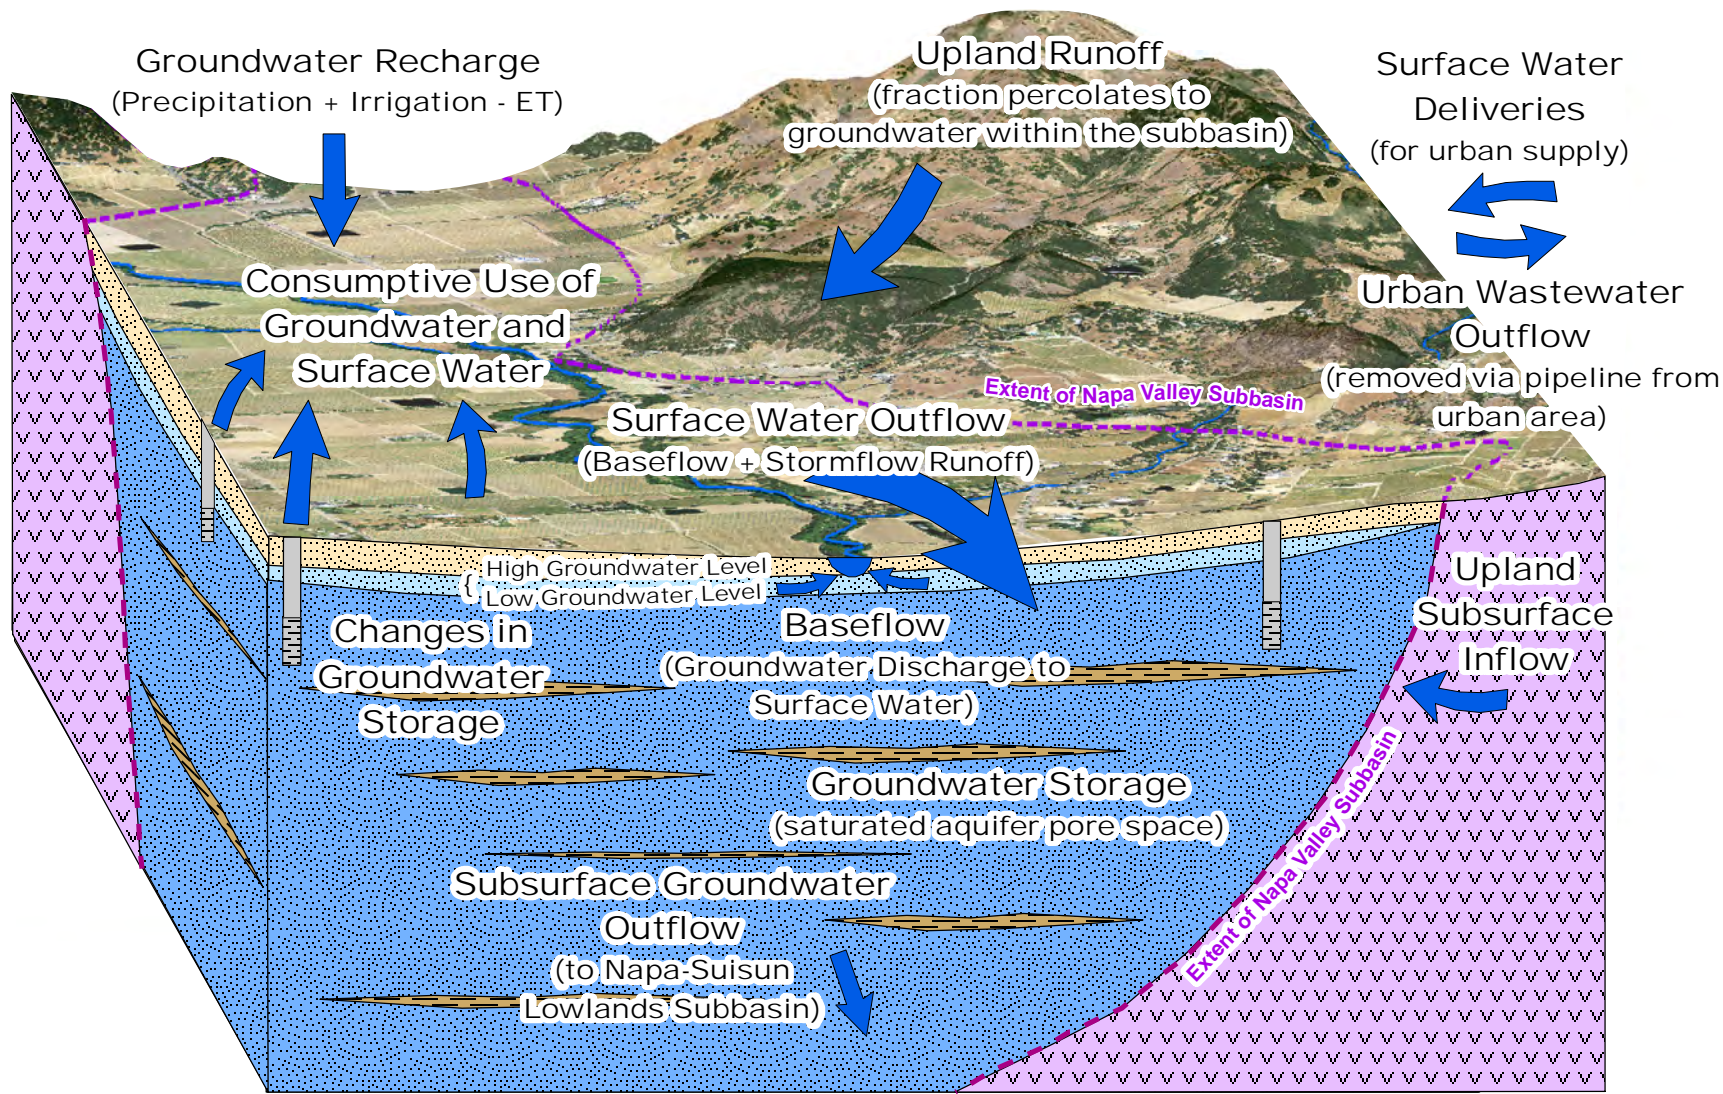 Groundwater Recharge
(Precipitation + Irrigation - ET)
Upland Runoff
(fraction percolates to
groundwater within the subbasin)
Surface Water
Deliveries
(for urban supply)
Consumptive Use of
Groundwater and
Surface Water
Urban Wastewater
Outflow
(removed via pipeline from
urban area)
Extent of Napa Valley Subbasin
Surface Water Outflow
(Baseflow + Stormflow Runoff)
{ High Groundwater Level
Low Groundwater Level
Upland
Subsurface
Inflow
Changes in
Groundwater
Storage
Baseflow
(Groundwater Discharge to
Surface Water)
Groundwater Storage
(saturated aquifer pore space)
Extent of Napa Valley Subbasin
Subsurface Groundwater
Outflow
(to Napa-Suisun
Lowlands Subbasin)